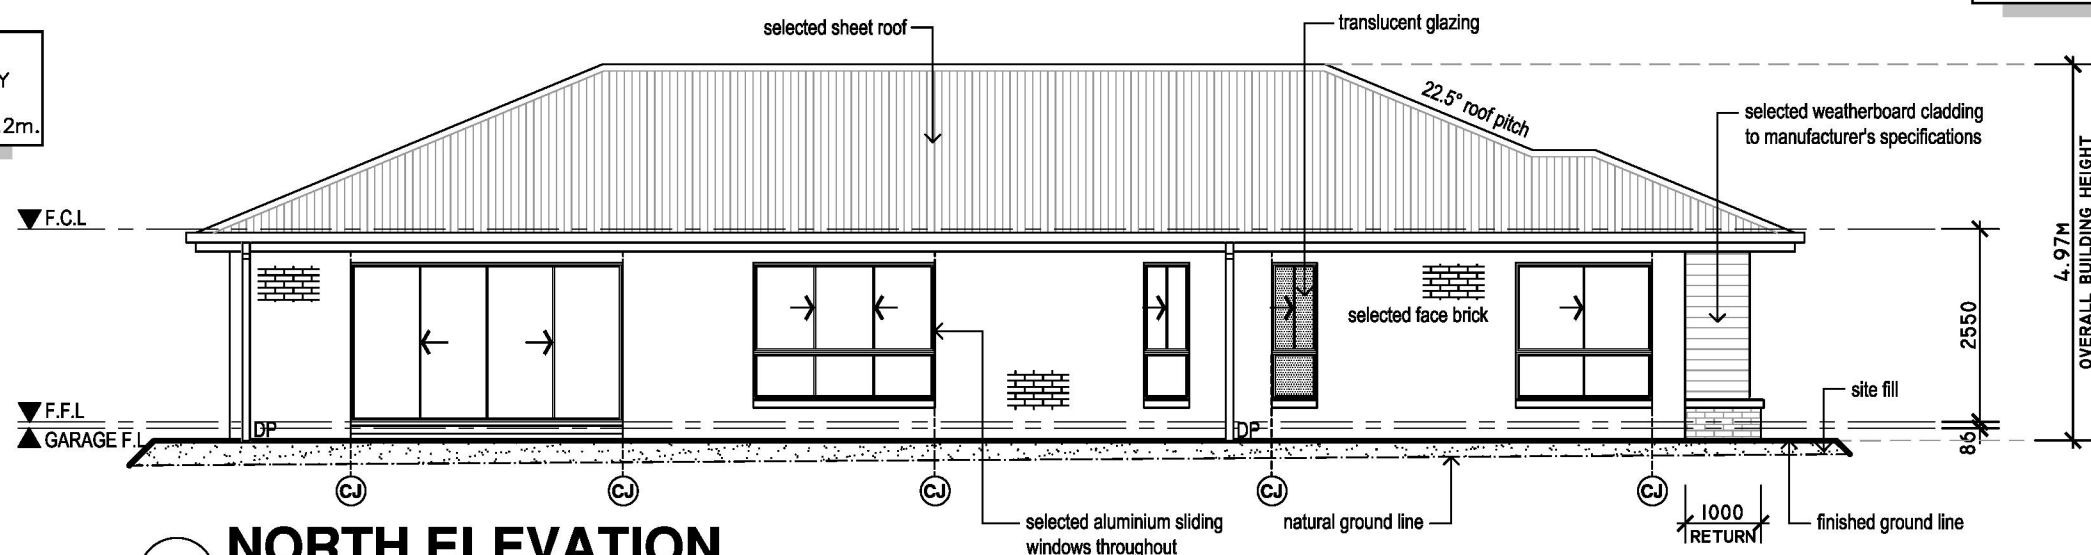 selected sheet roof
translucent glazing
Y
.2m.
22.5° roof pitch
selected weatherboard cladding
to manufacturer's specifications
F.C.L
OVERALL BUILDING HEIGHT
4.97M
2550
selected face brick
site fill
F.F.L
GARAGE F.L
DP
DP
86
CJ
CJ
CJ
CJ
CJ
selected aluminium sliding
windows throughout
natural ground line
1000
RETURN
finished ground line
NORTH ELEVATION